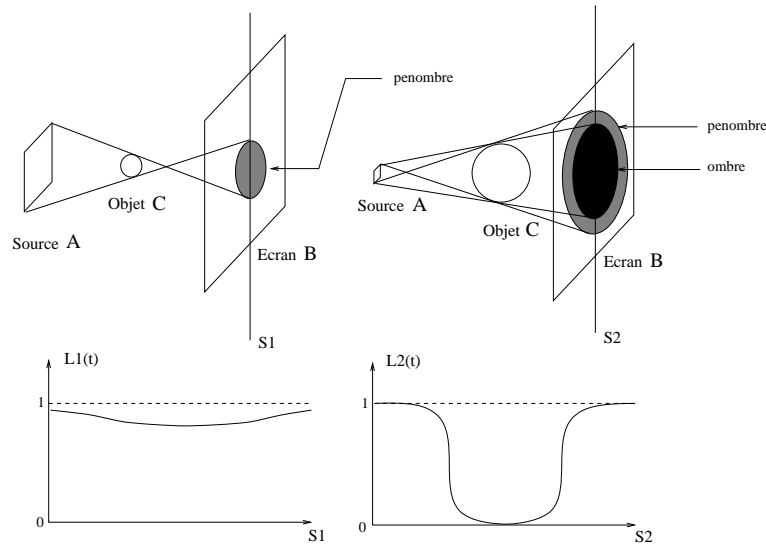 penombre
Objet C
Source A
Ecran B
S1
penombre
ombre
Source A
Objet C
Ecran B
S2
L1(t)
1
0
S1
L2(t)
1
0
S2